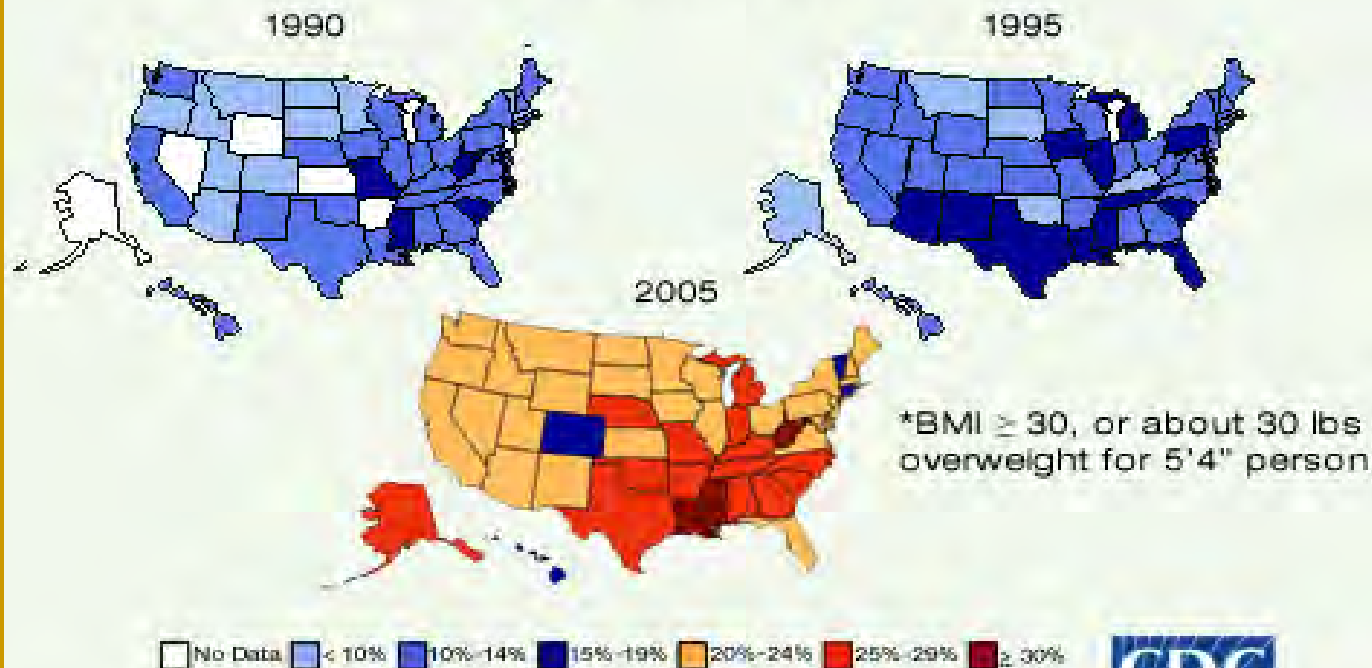 1990
1995
2005
*BMI ≥ 30, or about 30 lbs
overweight for 5'4" person
No Data <10% 10%-14% 15%-19% 20%-24% 25%-29% ≥ 30%
CDC